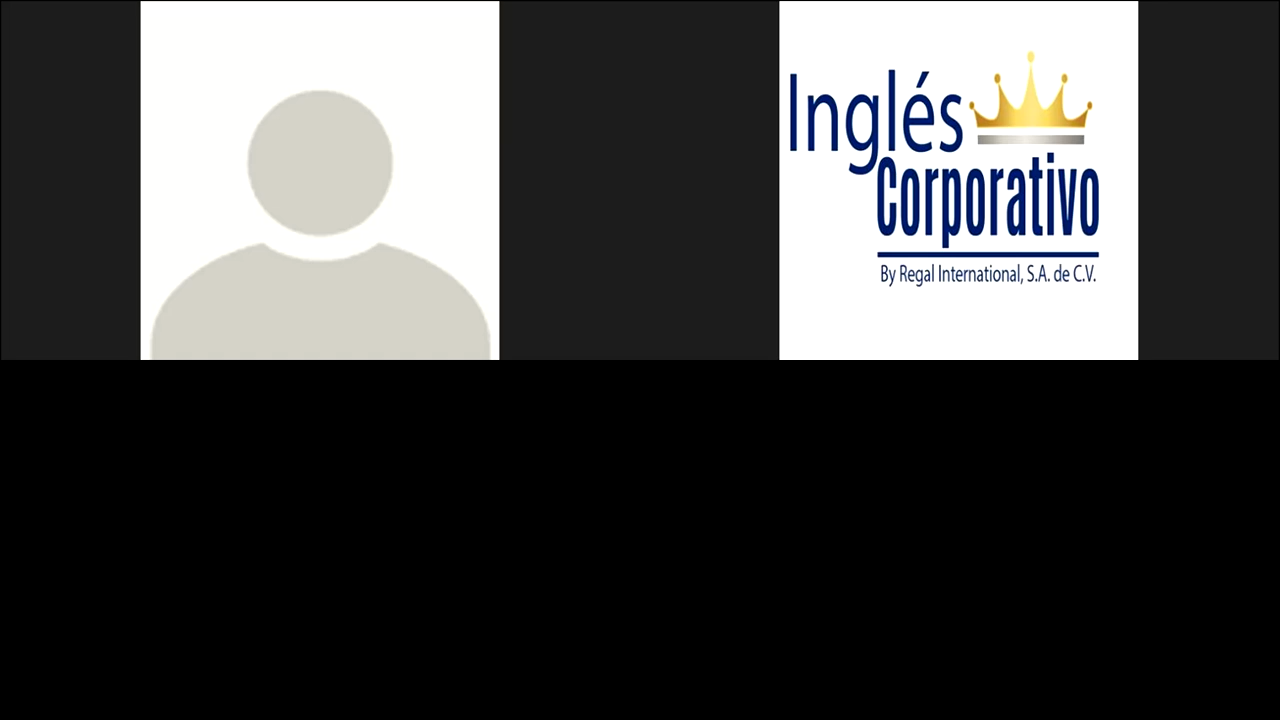 Inglés
Corporativo
By Regal International, S.A. de C.V.